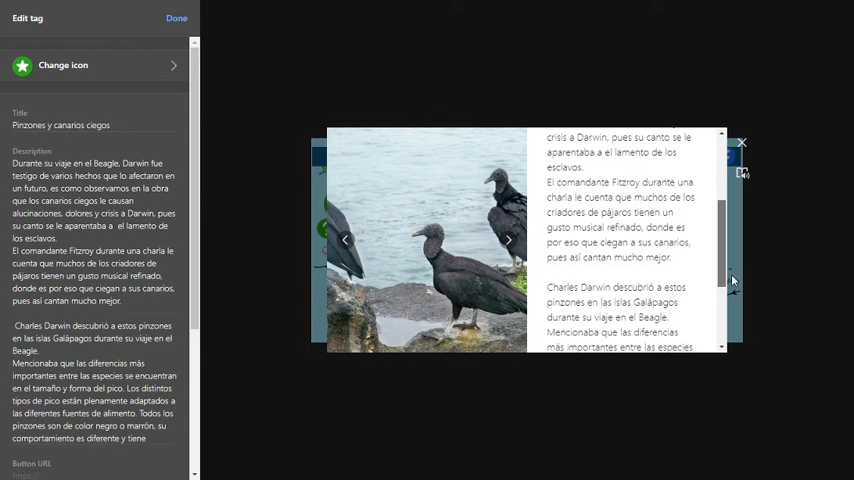 Edit tag
Done
Change icon
Title
Pinzones y canarios ciegos
Description
Durante su viaje en el Beagle, Darwin fue
testigo de varios hechos que lo afectaron en
un futuro, es como observamos en la obra
que los canarios ciegos le causan
alucinaciones, dolores y crisis a Darwin, pues
su canto se le aparentaba a el lamento de
los esclavos.
El comandante Fitzroy durante una charla le
cuenta que muchos de los criadores de
pájaros tienen un gusto musical refinado,
donde es por eso que ciegan a sus canarios,
pues así cantan mucho mejor.
Charles Darwin descubrió a estos pinzones
en las islas Galápagos durante su viaje en el
Beagle.
Mencionaba que las diferencias más
importantes entre las especies se encuentran
en el tamaño y forma del pico. Los distintos
tipos de pico están plenamente adaptados a
las diferentes fuentes de alimento. Todos los
pinzones son de color negro o marrón, su
comportamiento es diferente y tiene
Button URL
https://
crisis a Darwin, pues su canto se le
aparentaba a el lamento de los
esclavos.
El comandante Fitzroy durante una
charla le cuenta que muchos de los
criadores de pájaros tienen un
gusto musical refinado, donde es
por eso que ciegan a sus canarios,
pues así cantan mucho mejor.
Charles Darwin descubrió a estos
pinzones en las islas Galápagos
durante su viaje en el Beagle.
Mencionaba que las diferencias
más importantes entre las especies